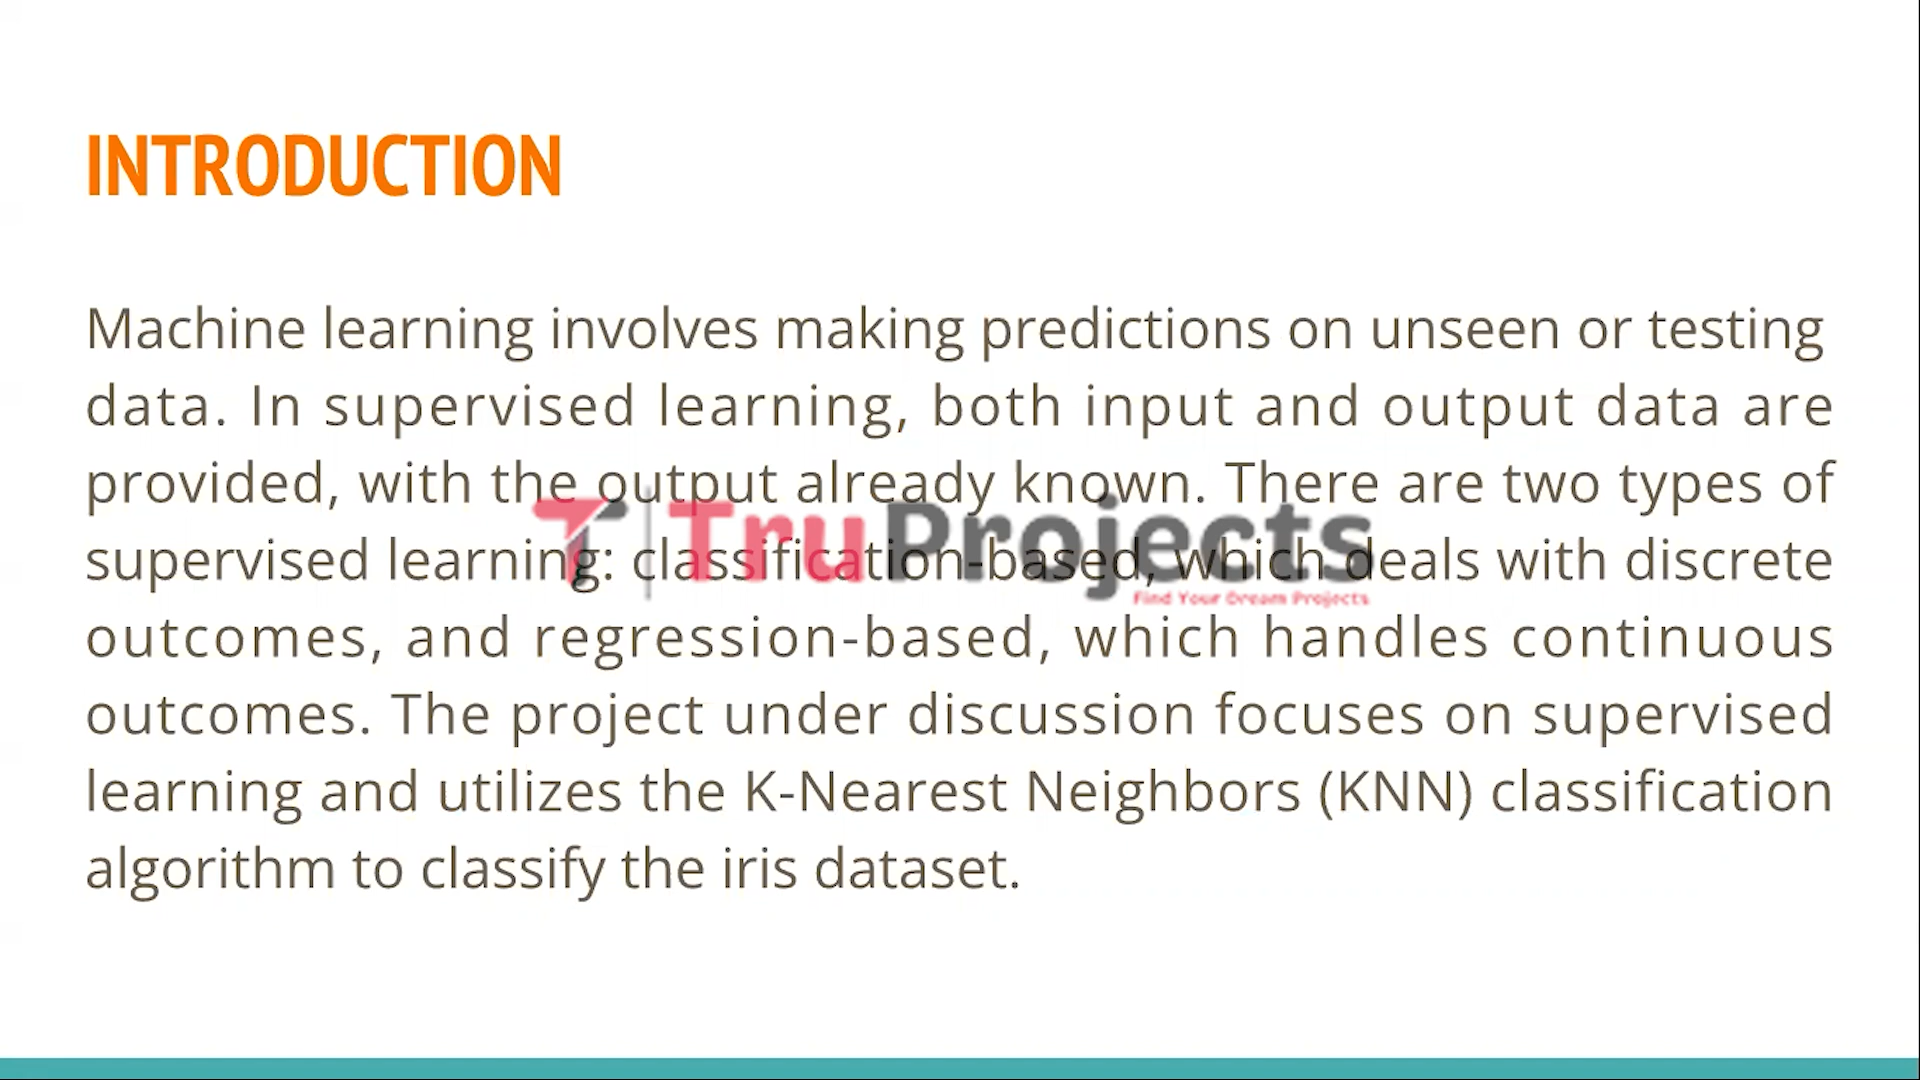 INTRODUCTION
Machine learning involves making predictions on unseen or testing
data. In supervised learning, both input and output data are
provided, with the output already known. There are two types of
supervised learning: classification-based, which deals with discrete
outcomes, and regression-based, which handles continuous
outcomes. The project under discussion focuses on supervised
learning and utilizes the K-Nearest Neighbors (KNN) classification
algorithm to classify the iris dataset.
TruProjects
Find Your Dream Projects